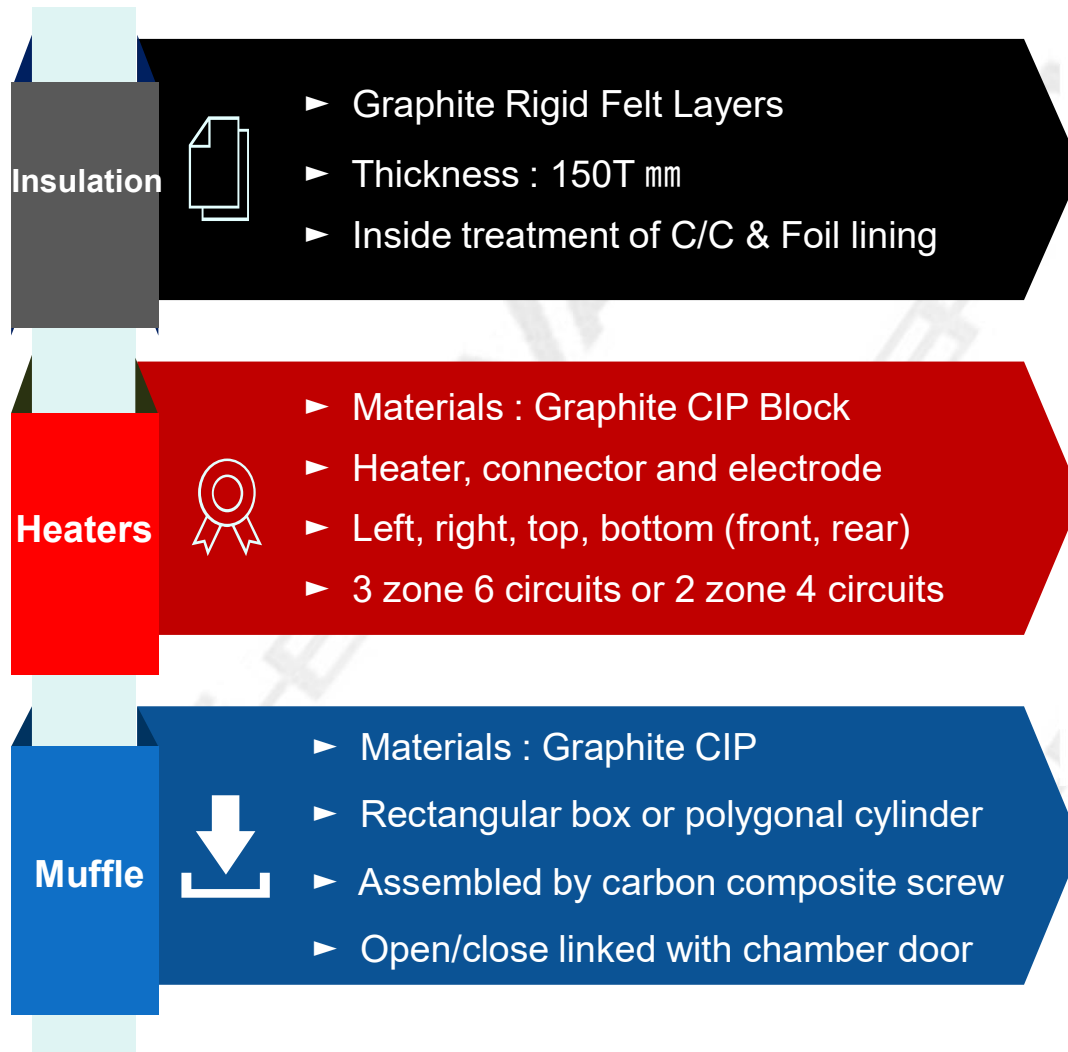 Insulation
► Graphite Rigid Felt Layers
► Thickness : 150T ㎜
► Inside treatment of C/C & Foil lining
Heaters
► Materials : Graphite CIP Block
► Heater, connector and electrode
► Left, right, top, bottom (front, rear)
► 3 zone 6 circuits or 2 zone 4 circuits
Muffle
► Materials : Graphite CIP
► Rectangular box or polygonal cylinder
► Assembled by carbon composite screw
► Open/close linked with chamber door